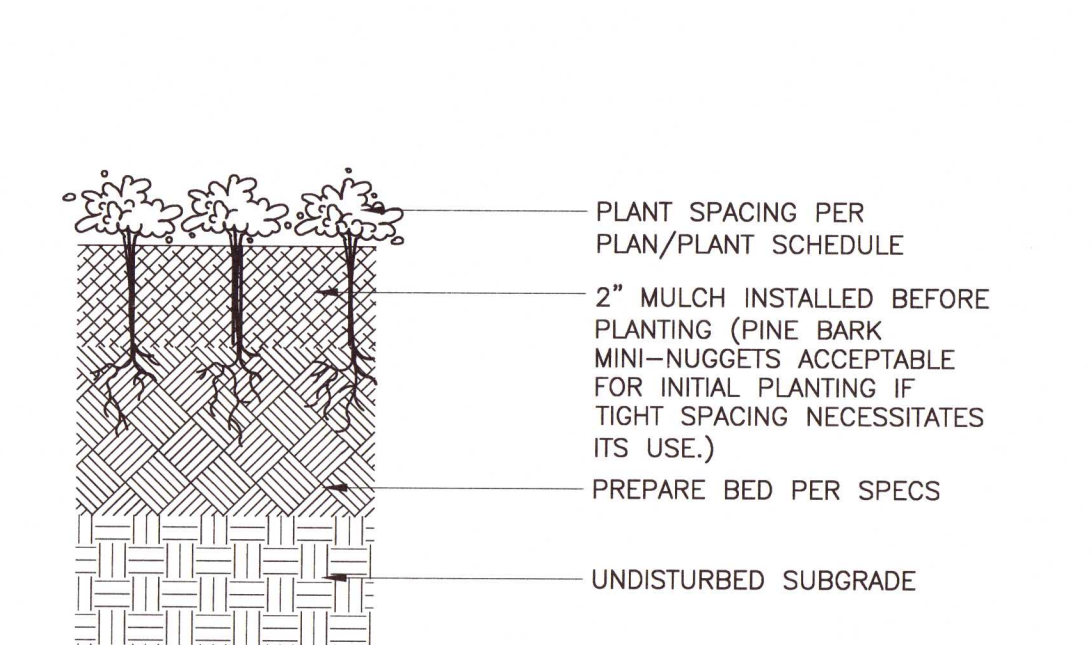 PLANT SPACING PER
PLAN/PLANT SCHEDULE
2" MULCH INSTALLED BEFORE
PLANTING (PINE BARK
MINI-NUGGETS ACCEPTABLE
FOR INITIAL PLANTING IF
TIGHT SPACING NECESSITATES
ITS USE.)
PREPARE BED PER SPECS
UNDISTURBED SUBGRADE